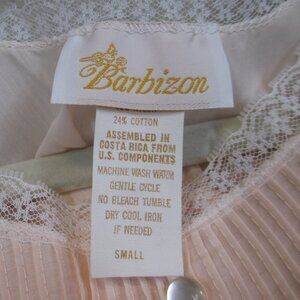 Barbizon
24% COTTON
ASSEMBLED IN
COSTA RICA FROM
U.S. COMPONENTS
MACHINE WASH WARM
GENTLE CYCLE
NO BLEACH TUMBLE
DRY COOL IRON
IF NEEDED
SMALL